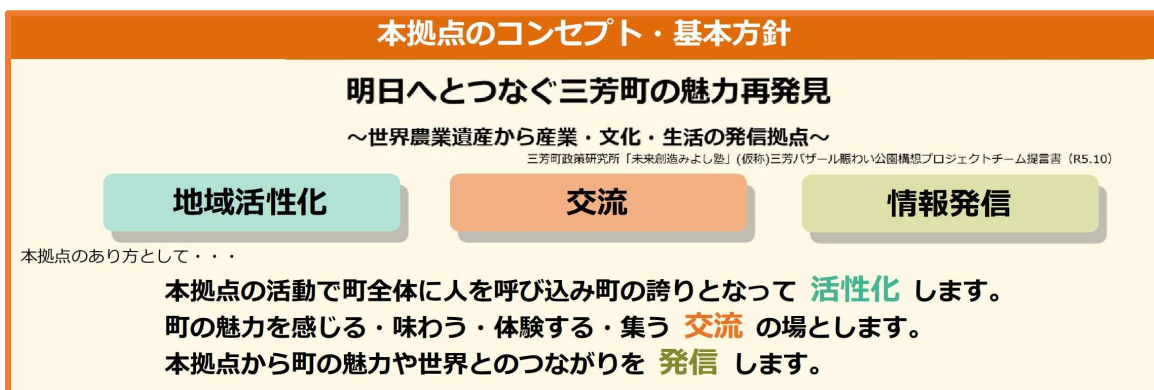 本拠点のコンセプト・基本方針
明日へとつなぐ三芳町の魅力再発見
～世界農業遺産から産業・文化・生活の発信拠点～
三芳町政策研究所「未来創造みよし塾」(仮称)三芳バザール賑わい公園構想プロジェクトチーム提言書（R5.10）
地域活性化
交流
情報発信
本拠点のあり方として・・・
本拠点の活動で町全体に人を呼び込み町の誇りとなって 活性化 します。
町の魅力を感じる・味わう・体験する・集う 交流 の場とします。
本拠点から町の魅力や世界とのつながりを 発信 します。